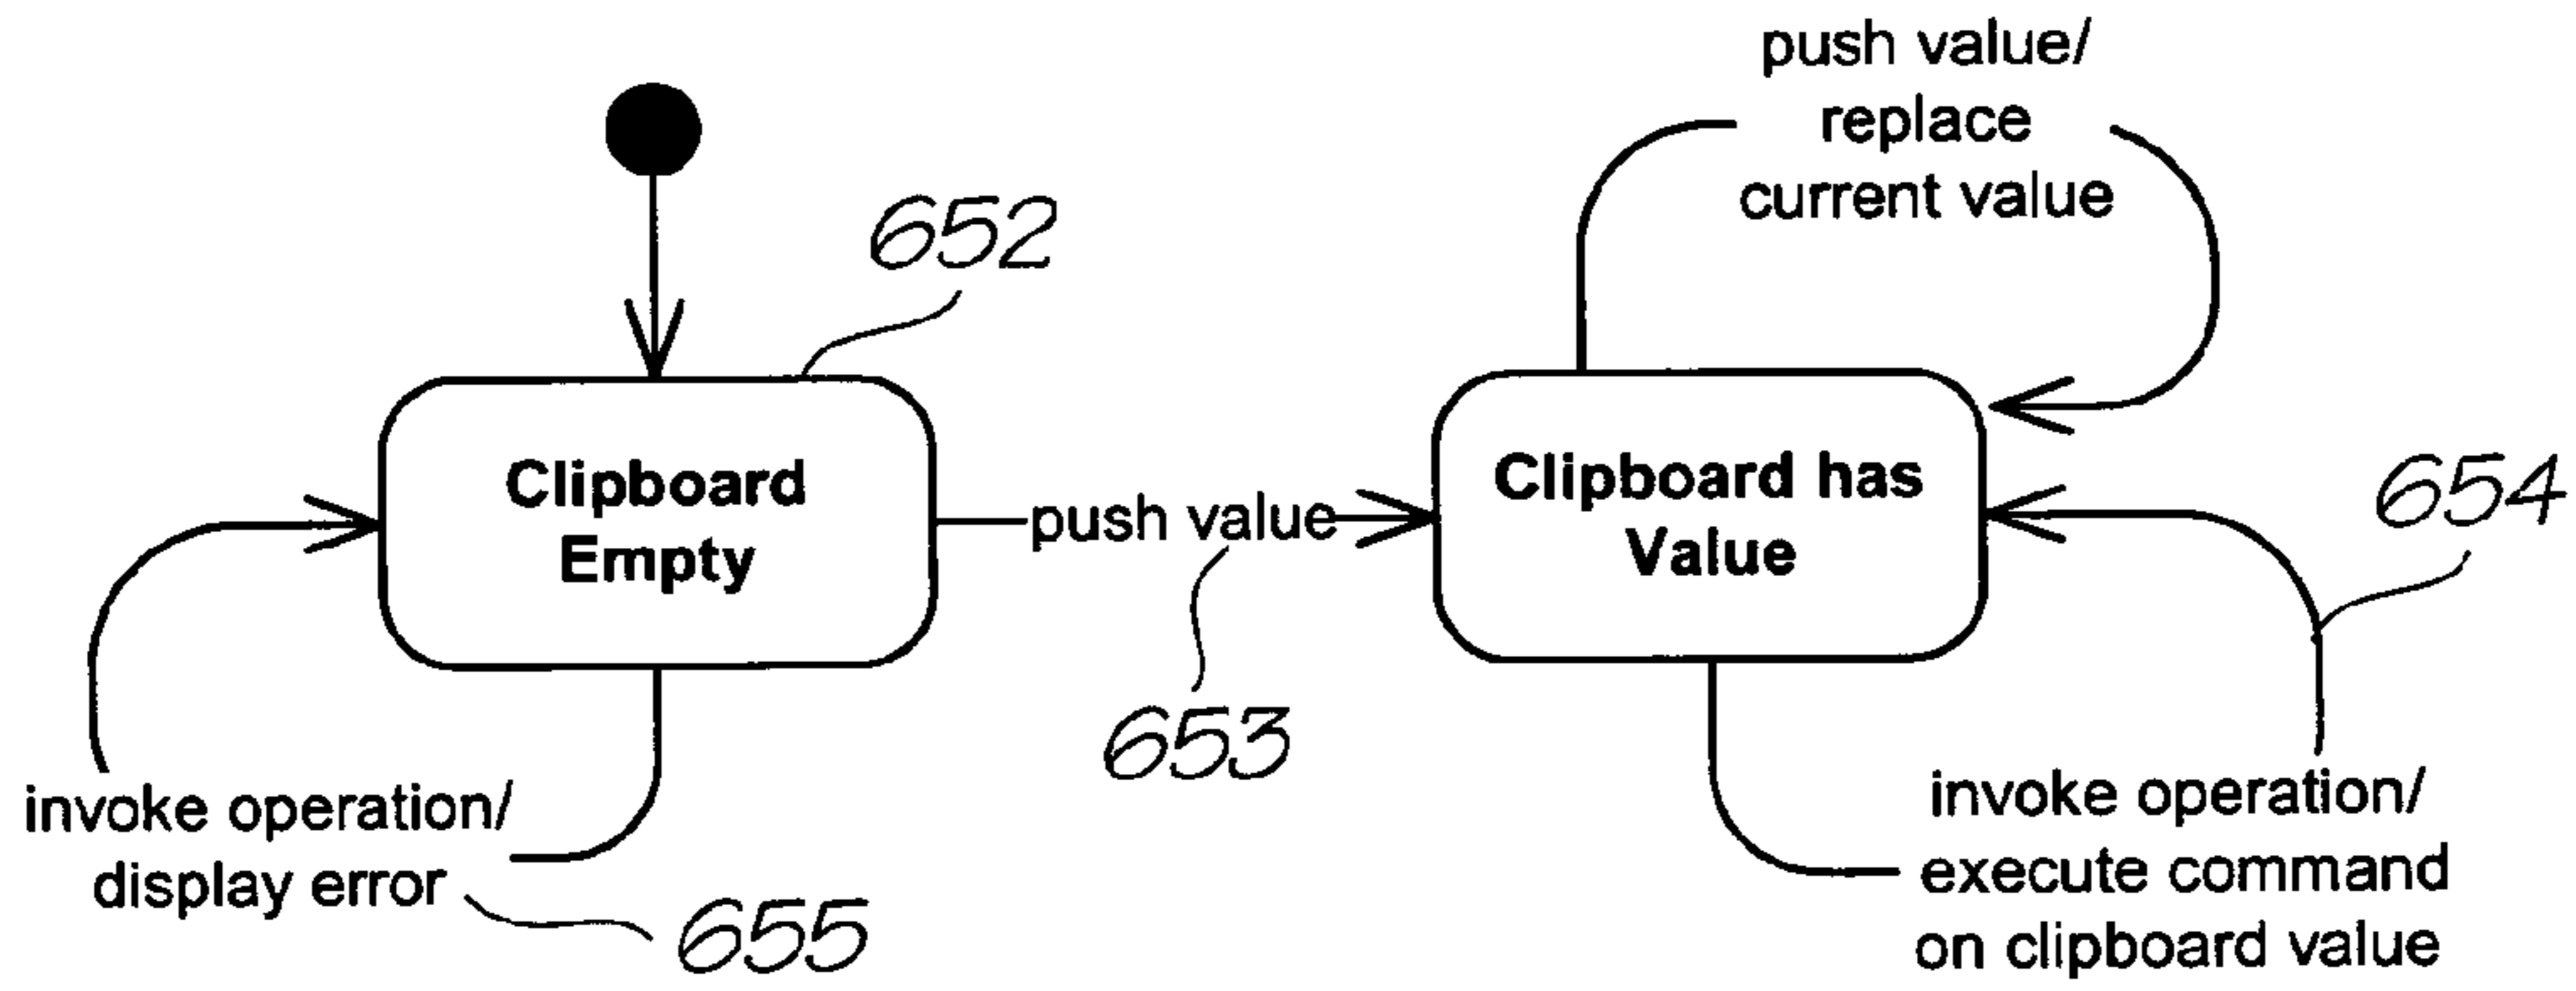 push value/
replace
current value
652
Clipboard
Empty
push value
Clipboard has
Value
654
653
invoke operation/
display error
655
invoke operation/
execute command
on clipboard value